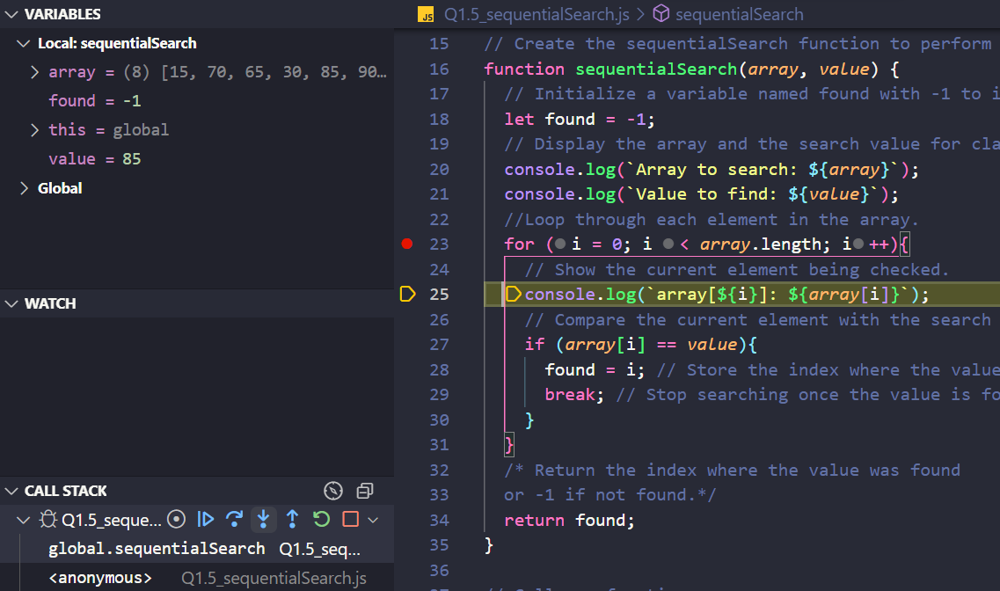 VARIABLES
Local: sequentialSearch
array = (8) [15, 70, 65, 30, 85, 90…
found = -1
this = global
value = 85
Global
WATCH
CALL STACK
Q1.5_seque...
global.sequentialSearch Q1.5_seq...
<anonymous> Q1.5_sequentialSearch.js
JS Q1.5_sequentialSearch.js > sequentialSearch
15 // Create the sequentialSearch function to perform
16 function sequentialSearch(array, value) {
17 // Initialize a variable named found with -1 to i
18 let found = -1;
19 // Display the array and the search value for cla
20 console.log(`Array to search: ${array}`);
21 console.log(`Value to find: ${value}`);
22 //Loop through each element in the array.
23 for (i = 0; i < array.length; i++){
24 // Show the current element being checked.
25 console.log(`array[${i}]: ${array[i]}`);
26 // Compare the current element with the search
27 if (array[i] == value){
28 found = i; // Store the index where the value
29 break; // Stop searching once the value is fo
30 }
31 }
32 /* Return the index where the value was found
33 or -1 if not found.*/
34 return found;
35 }
36